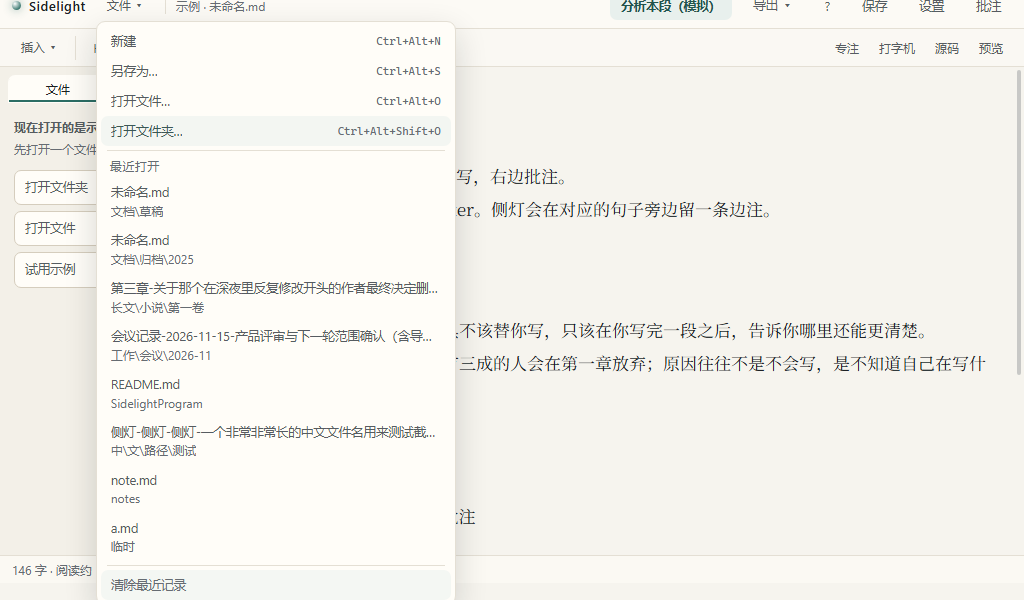 Sidelight 文件 示例 · 未命名.md 分析本段（模拟） 导出 ? 保存 设置 批注
插入 专注 打字机 源码 预览
文件
现在打开的是示
先打开一个文件
打开文件夹
打开文件
试用示例
新建 Ctrl+Alt+N
另存为... Ctrl+Alt+S
打开文件... Ctrl+Alt+O
打开文件夹... Ctrl+Alt+Shift+O
最近打开
未命名.md
文档\草稿
未命名.md
文档\归档\2025
第三章-关于那个在深夜里反复修改开头的作者最终决定删...
长文\小说\第一卷
会议记录-2026-11-15-产品评审与下一轮范围确认（含导...
工作\会议\2026-11
README.md
SidelightProgram
侧灯-侧灯-侧灯-一个非常非常长的中文文件名用来测试截...
中\文\路径\测试
note.md
notes
a.md
临时
清除最近记录
写，右边批注。
er。侧灯会在对应的句子旁边留一条边注。
不该替你写，只该在你写完一段之后，告诉你哪里还能更清楚。
三成的人会在第一章放弃；原因往往不是不会写，是不知道自己在写什
注
146 字 · 阅读约